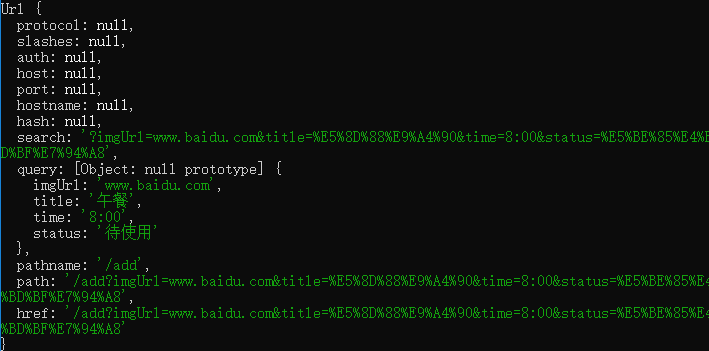 Url {
  protocol: null,
  slashes: null,
  auth: null,
  host: null,
  port: null,
  hostname: null,
  hash: null,
  search: '?imgUrl=www.baidu.com&title=%E5%8D%88%E9%A4%90&time=8:00&status=%E5%BE%85%E4%B
D%BF%E7%94%A8',
  query: [Object: null prototype] {
    imgUrl: 'www.baidu.com',
    title: '午餐',
    time: '8:00',
    status: '待使用'
  },
  pathname: '/add',
  path: '/add?imgUrl=www.baidu.com&title=%E5%8D%88%E9%A4%90&time=8:00&status=%E5%BE%85%E4
%BD%BF%E7%94%A8',
  href: '/add?imgUrl=www.baidu.com&title=%E5%8D%88%E9%A4%90&time=8:00&status=%E5%BE%85%E4
%BD%BF%E7%94%A8'
}